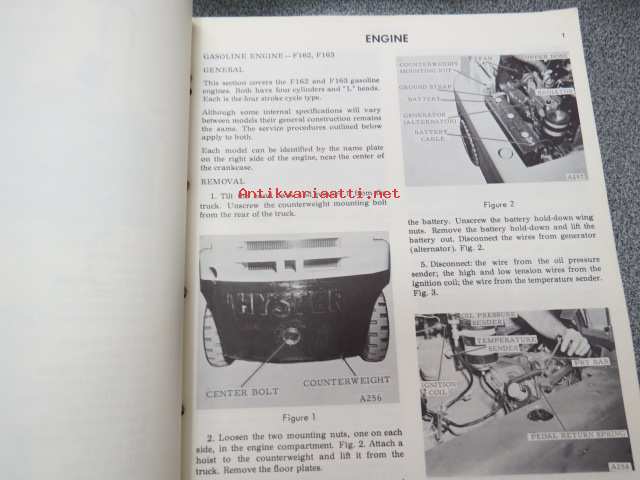 ENGINE
1
GASOLINE ENGINE — F162, F163
GENERAL
This section covers the F162 and F163 gasoline
engines. Both have four cylinders and "L" heads.
Each is the four stroke cycle type.
Although some internal specifications will vary
between models their general construction remains
the same. The service procedures outlined below
apply to both.
Each model can be identified by the name plate
on the right side of the engine, near the center of
the crankcase.
REMOVAL
1. Tilt
truck. Unscrew the counterweight mounting bolt
from the rear of the truck.
Antikvariaatti.net
HYSTER
CENTER BOLT
COUNTERWEIGHT
A256
Figure 1
2. Loosen the two mounting nuts, one on each
side, in the engine compartment. Fig. 2. Attach a
hoist to the counterweight and lift it from the
truck. Remove the floor plates.
COUNTERWEIGHT
MOUNTING NUT
FAN
UPPER HOSE
RADIATOR
GROUND STRAP
BATTERY
GENERATOR
(ALTERNATOR)
BATTERY
CABLE
A257
Figure 2
the battery. Unscrew the battery hold-down wing
nuts. Remove the battery hold-down and lift the
battery out. Disconnect the wires from generator
(alternator). Fig. 2.
5. Disconnect: the wire from the oil pressure
sender; the high and low tension wires from the
ignition coil; the wire from the temperature sender.
Fig. 3.
OIL PRESSURE
SENDER
TEMPERATURE
SENDER
PRY BAR
IGNITION
COIL
PEDAL RETURN SPRING
A258